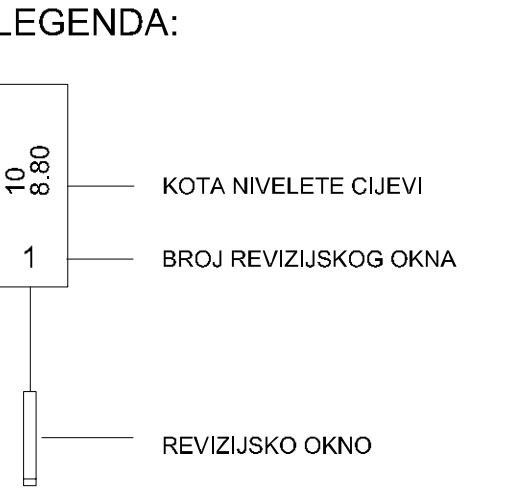 LEGENDA:
10
8.80
KOTA NIVELETE CIJEVI
1
BROJ REVIZIJSKOG OKNA
REVIZIJSKO OKNO